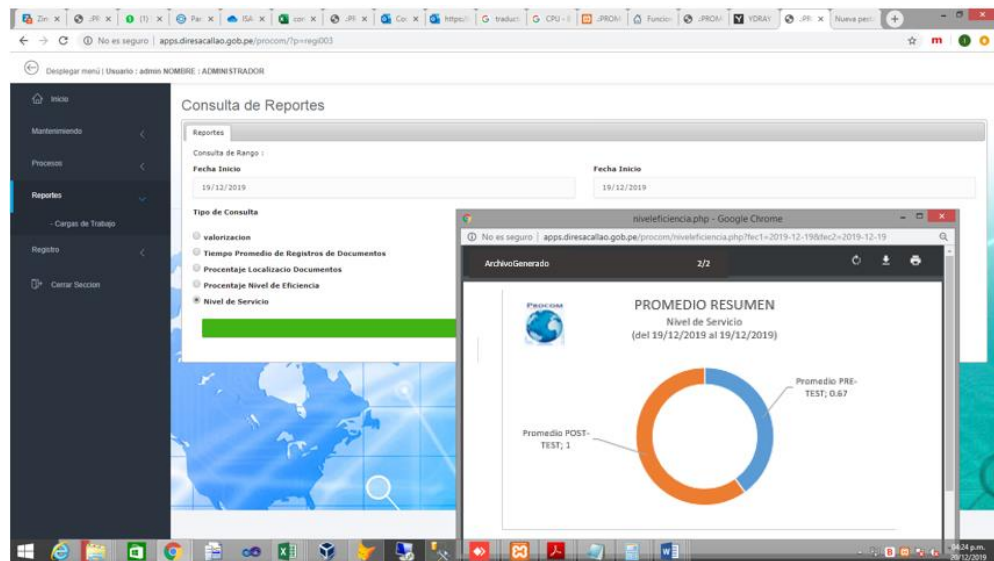 No es seguro | apps.diresacallao.gob.pe/procom/?p=regi003
Desplegar menú | Usuario : admin NOMBRE : ADMINISTRADOR
Inicio
Mantenimiendo
Procesos
Reportes
- Cargas de Trabajo
Registro
Cerrar Seccion
Consulta de Reportes
Reportes
Consulta de Rango :
Fecha Inicio
Fecha Inicio
19/12/2019
19/12/2019
Tipo de Consulta
valorizacion
Tiempo Promedio de Registros de Documentos
Procentaje Localizacio Documentos
Procentaje Nivel de Eficiencia
Nivel de Servicio
niveleficiencia.php - Google Chrome
No es seguro | apps.diresacallao.gob.pe/procom/niveleficiencia.php?fec1=2019-12-19&fec2=2019-12-19
ArchivoGenerado
2/2
PROCOM
PROMEDIO RESUMEN
Nivel de Servicio
(del 19/12/2019 al 19/12/2019)
Promedio PRE-
TEST; 0.67
Promedio POST-
TEST; 1
04:24 p.m.
20/12/2019